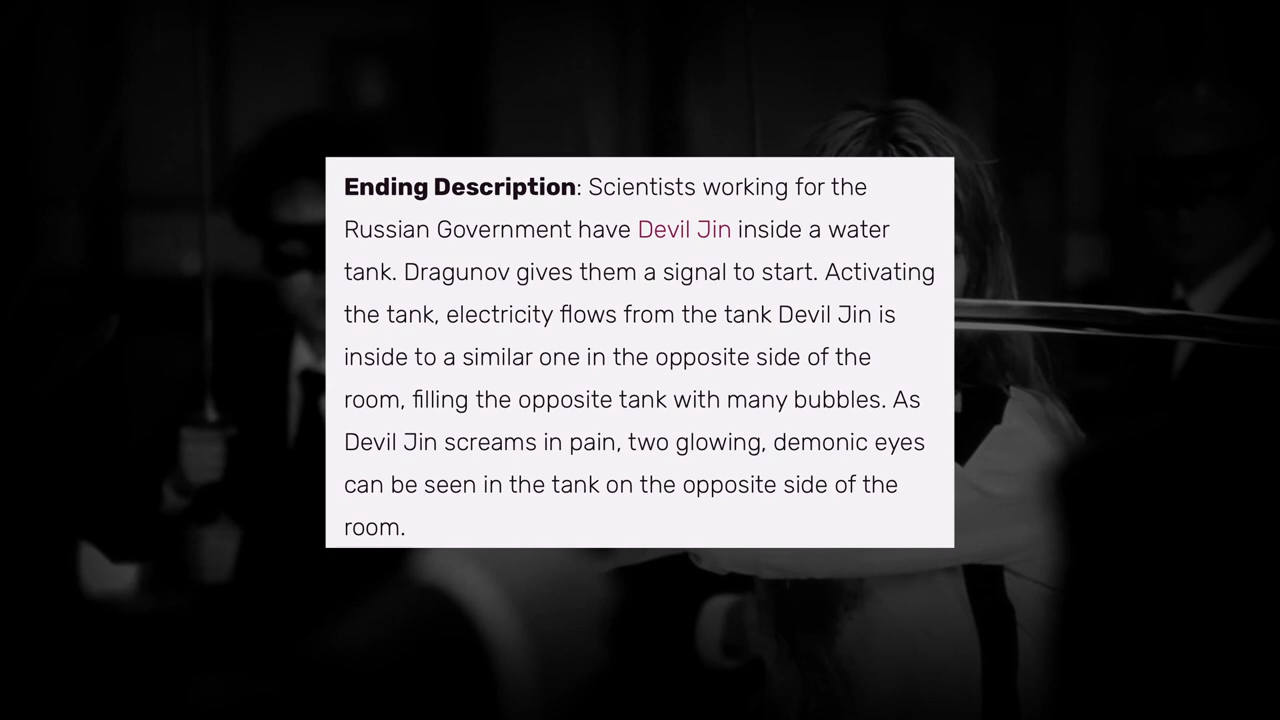 Ending Description: Scientists working for the
Russian Government have Devil Jin inside a water
tank. Dragunov gives them a signal to start. Activating
the tank, electricity flows from the tank Devil Jin is
inside to a similar one in the opposite side of the
room, filling the opposite tank with many bubbles. As
Devil Jin screams in pain, two glowing, demonic eyes
can be seen in the tank on the opposite side of the
room.